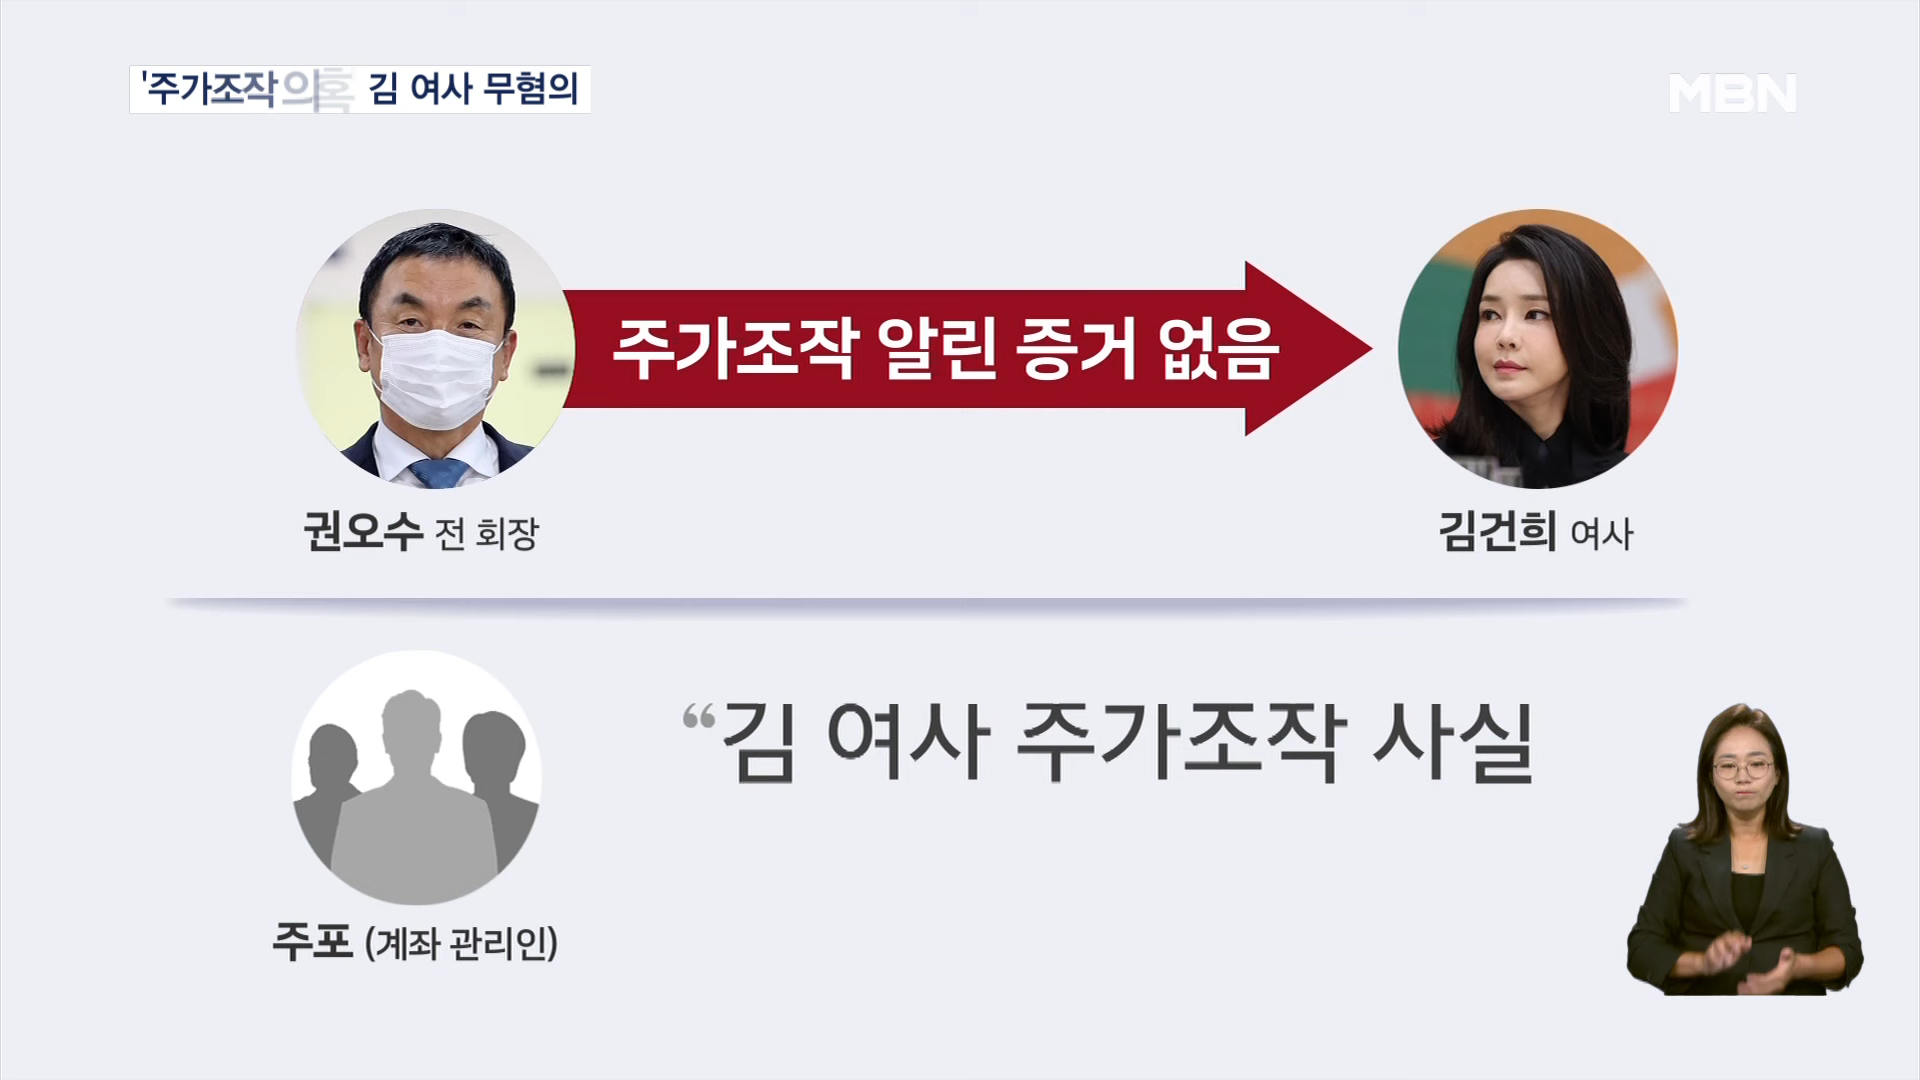 '주가조작 의혹 김 여사 무혐의
MBN
주가조작 알린 증거 없음
권오수 전 회장
김건희 여사
“김 여사 주가조작 사실
주포 (계좌 관리인)